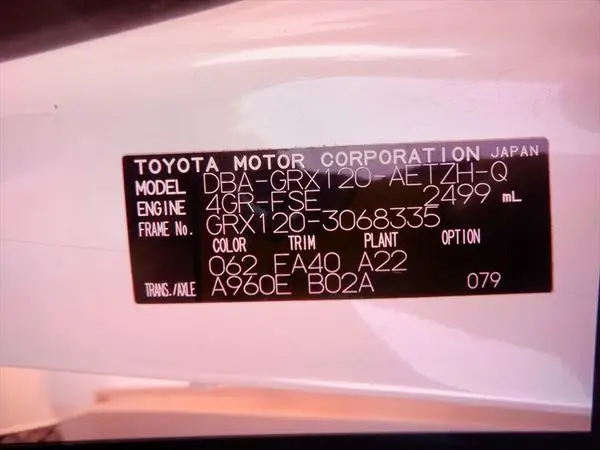 TOYOTA MOTOR CORPORATION JAPAN
MODEL DBA-GRX120-AETZH-Q
ENGINE 4GR-FSE 2499 mL
FRAME No. GRX120-3068335
COLOR TRIM PLANT OPTION
062 FA40 A22
TRANS./AXLE A960E B02A 079